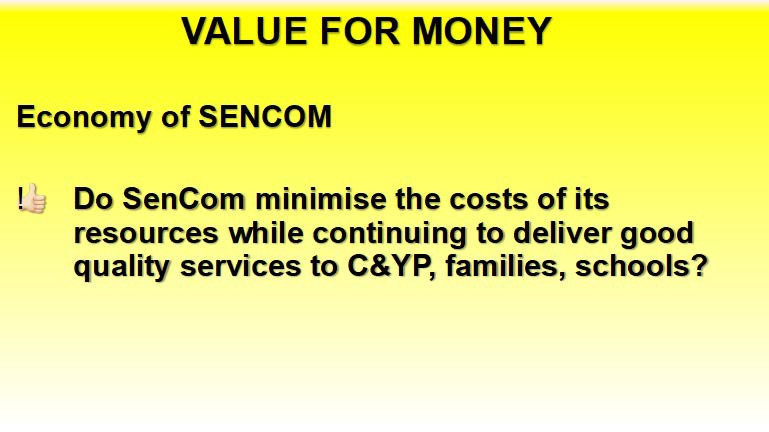 VALUE FOR MONEY
Economy of SENCOM
!👍🏻 Do SenCom minimise the costs of its
resources while continuing to deliver good
quality services to C&YP, families, schools?